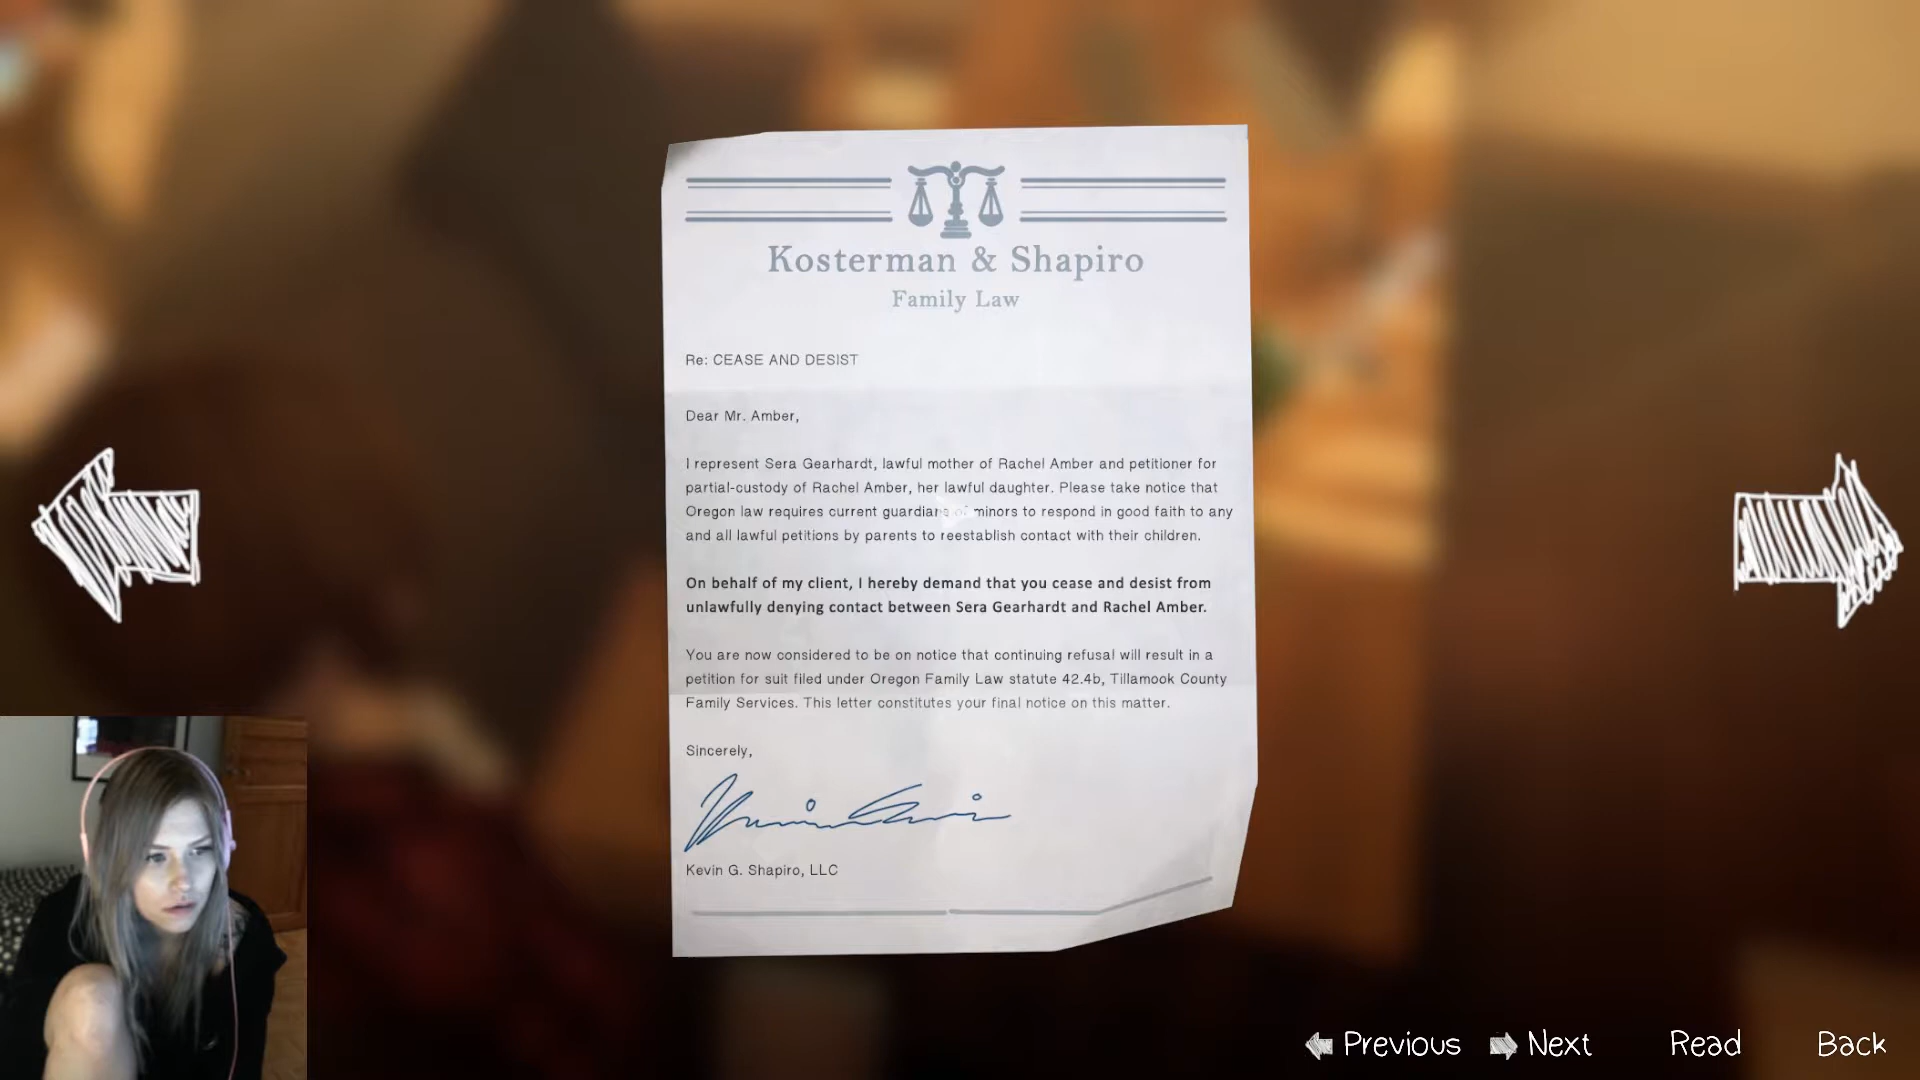 Kosterman & Shapiro
Family Law
Re: CEASE AND DESIST
Dear Mr. Amber,
I represent Sera Gearhardt, lawful mother of Rachel Amber and petitioner for
partial-custody of Rachel Amber, her lawful daughter. Please take notice that
Oregon law requires current guardians of minors to respond in good faith to any
and all lawful petitions by parents to reestablish contact with their children.
On behalf of my client, I hereby demand that you cease and desist from
unlawfully denying contact between Sera Gearhardt and Rachel Amber.
You are now considered to be on notice that continuing refusal will result in a
petition for suit filed under Oregon Family Law statute 42.4b, Tillamook County
Family Services. This letter constitutes your final notice on this matter.
Sincerely,
Kevin G. Shapiro, LLC
Previous Next Read Back